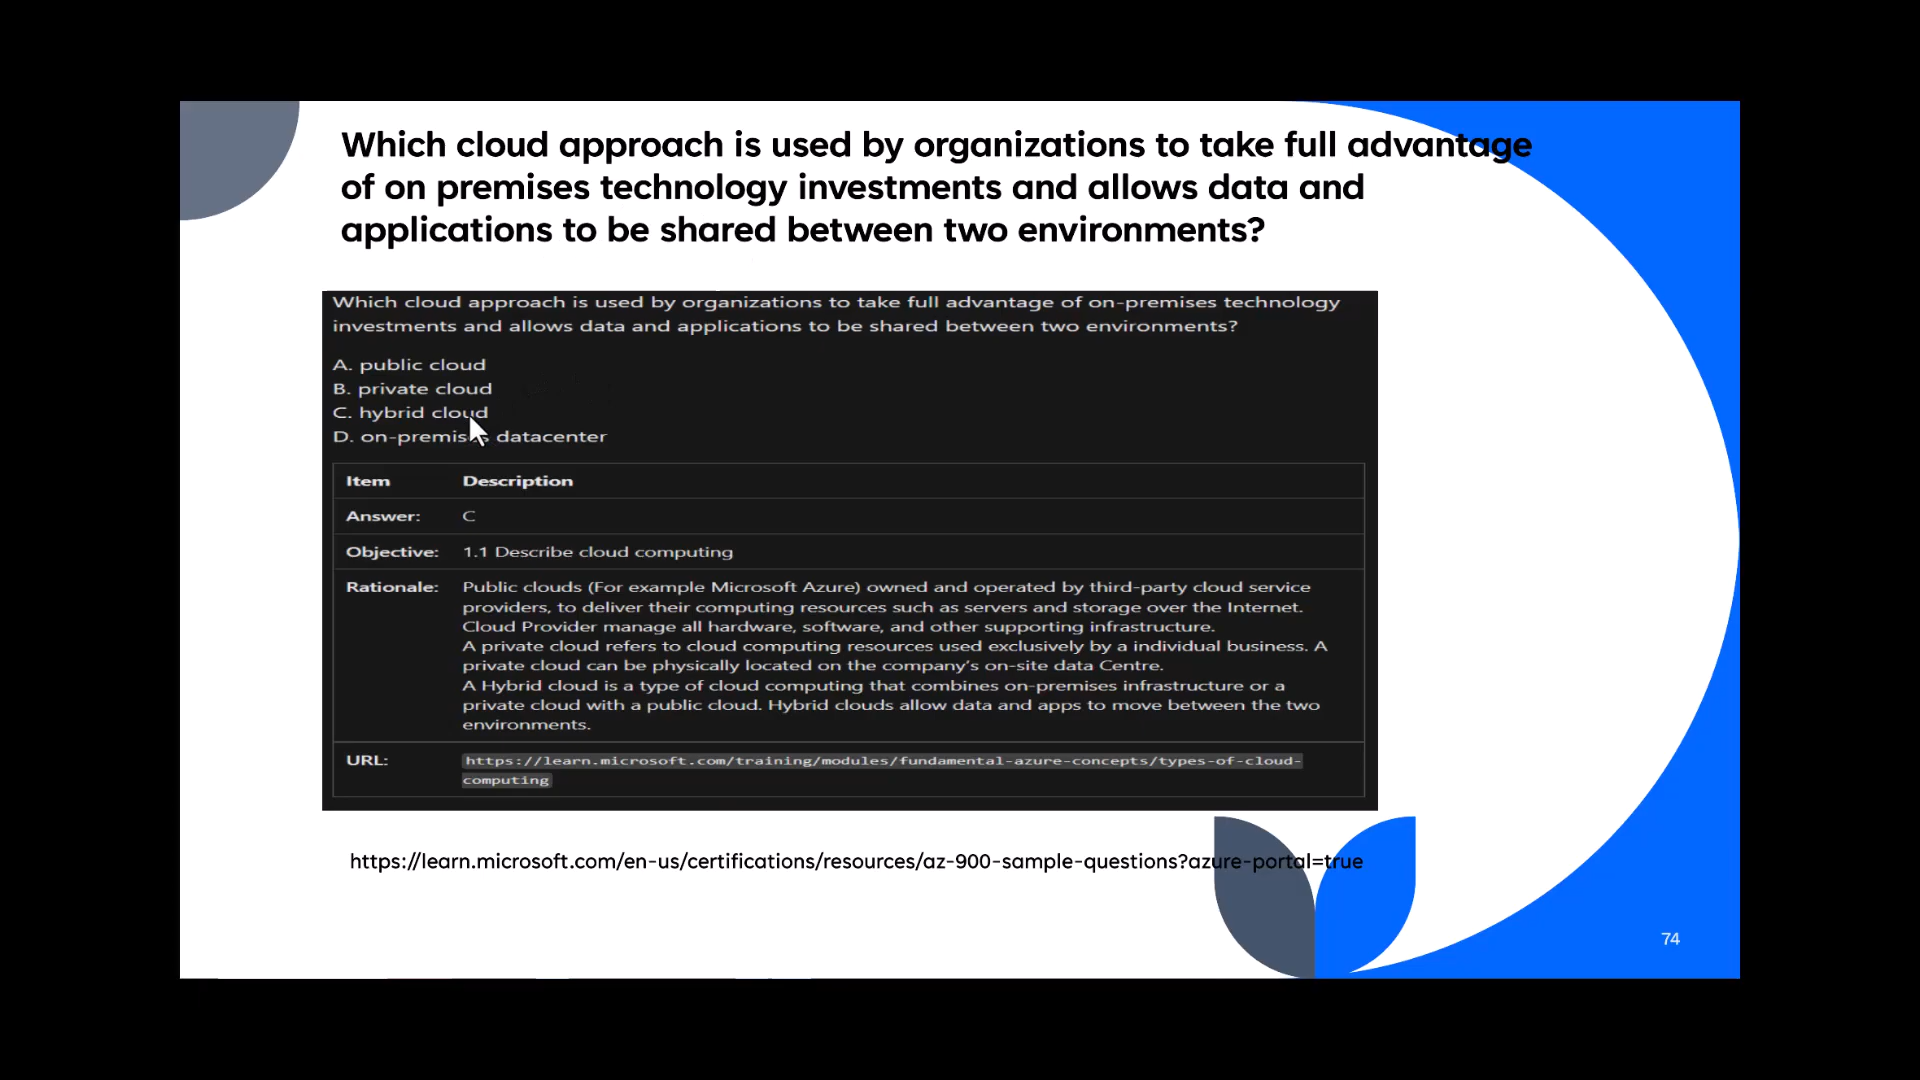 Which cloud approach is used by organizations to take full advantage
of on premises technology investments and allows data and
applications to be shared between two environments?
Which cloud approach is used by organizations to take full advantage of on-premises technology
investments and allows data and applications to be shared between two environments?
A. public cloud
B. private cloud
C. hybrid cloud
D. on-premises datacenter
Item Description
Answer: C
Objective: 1.1 Describe cloud computing
Rationale: Public clouds (For example Microsoft Azure) owned and operated by third-party cloud service
providers, to deliver their computing resources such as servers and storage over the Internet.
Cloud Provider manage all hardware, software, and other supporting infrastructure.
A private cloud refers to cloud computing resources used exclusively by a individual business. A
private cloud can be physically located on the company's on-site data Centre.
A Hybrid cloud is a type of cloud computing that combines on-premises infrastructure or a
private cloud with a public cloud. Hybrid clouds allow data and apps to move between the two
environments.
URL: https://learn.microsoft.com/training/modules/fundamental-azure-concepts/types-of-cloud-
computing
https://learn.microsoft.com/en-us/certifications/resources/az-900-sample-questions?azure-portal=true
74